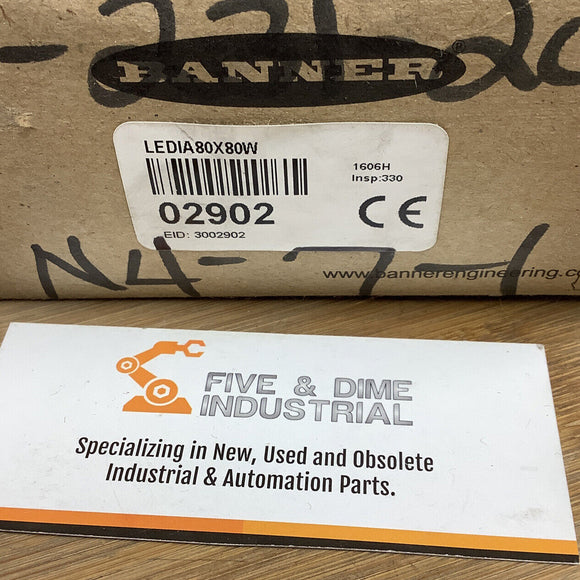 BANNER®
LEDIA80X80W
1606H
Insp:330
02902
EID: 3002902
CE
N4-7-1
www.bannerengineering.co
FIVE & DIME
INDUSTRIAL
Specializing in New, Used and Obsolete
Industrial & Automation Parts.